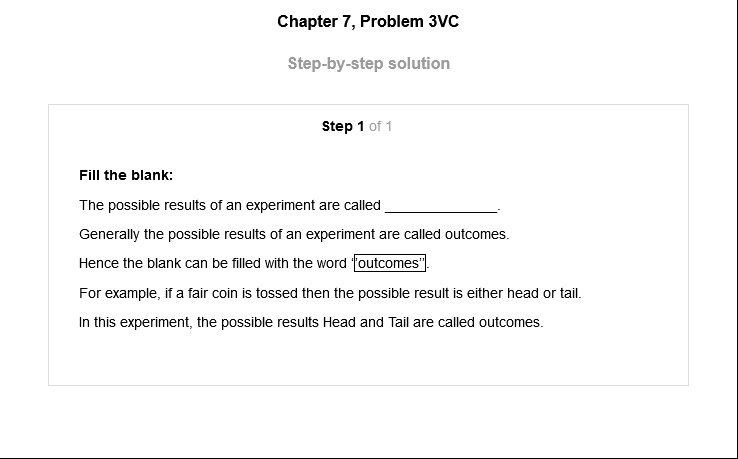 Chapter 7, Problem 3VC
Step-by-step solution
Step 1 of 1
Fill the blank:
The possible results of an experiment are called _______________.
Generally the possible results of an experiment are called outcomes.
Hence the blank can be filled with the word “outcomes”.
For example, if a fair coin is tossed then the possible result is either head or tail.
In this experiment, the possible results Head and Tail are called outcomes.